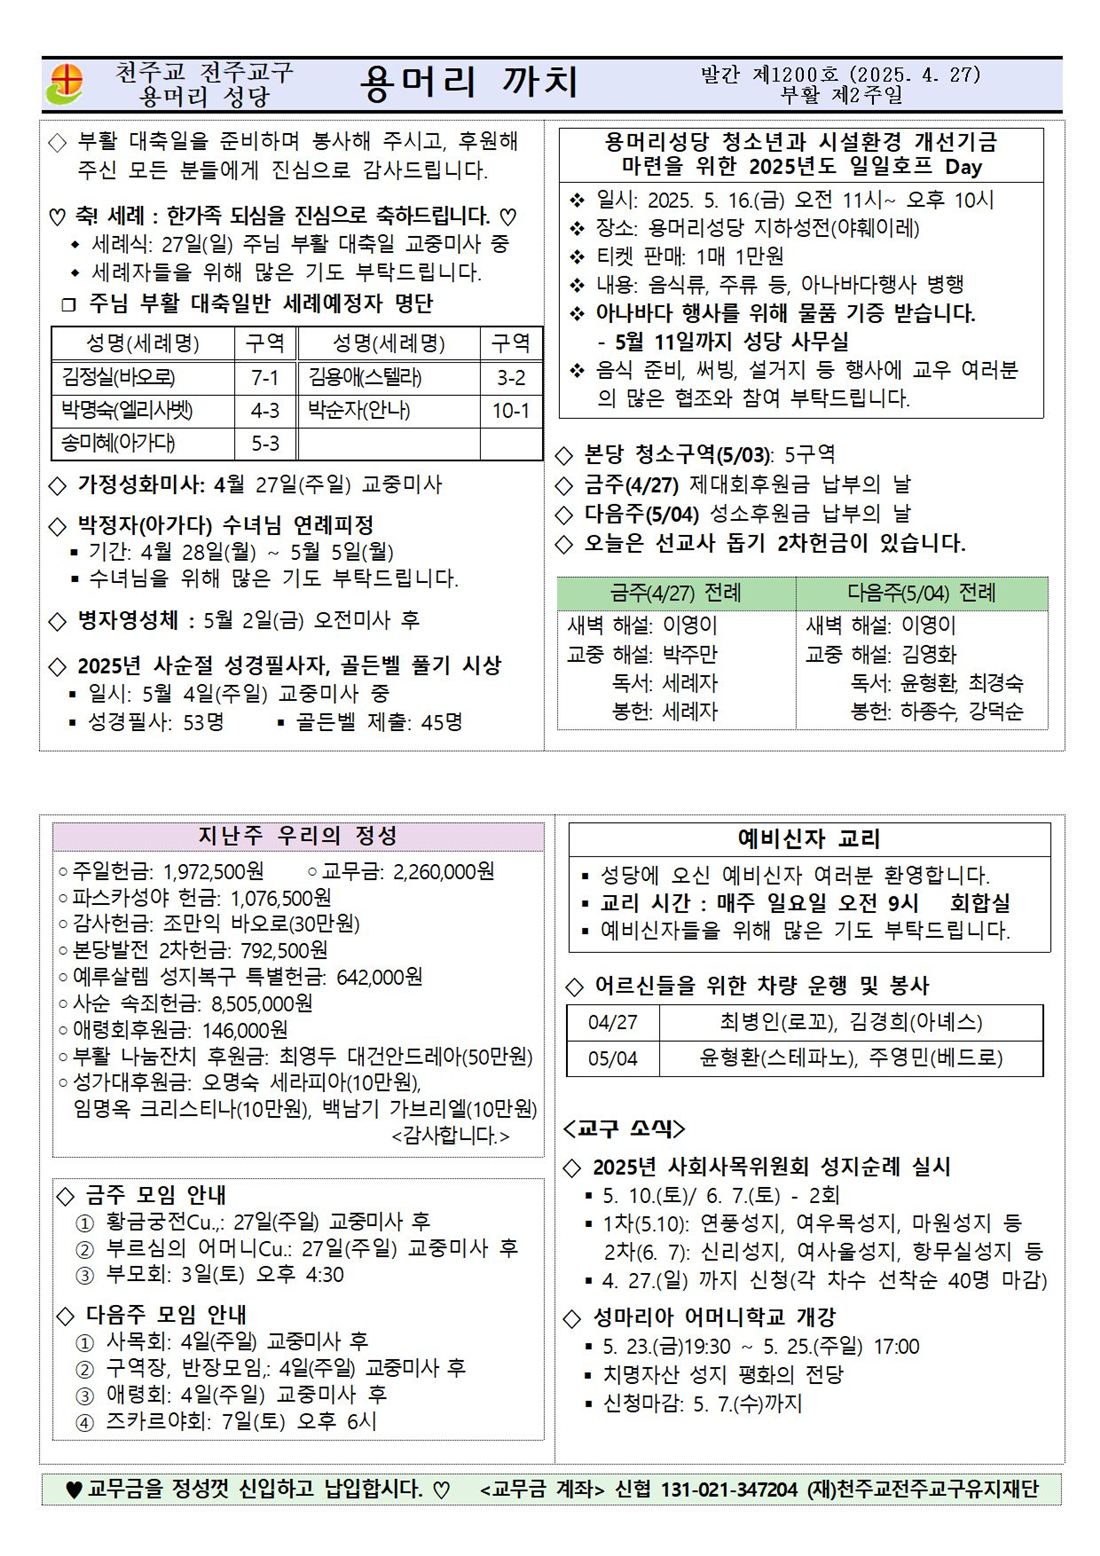 천주교 전주교구
용머리 성당
용머리 까치
발간 제1200호 (2025. 4. 27)
부활 제2주일
◇ 부활 대축일을 준비하며 봉사해 주시고, 후원해
주신 모든 분들에게 진심으로 감사드립니다.
♡ 축! 세례 : 한가족 되심을 진심으로 축하드립니다. ♡
◆ 세례식: 27일(일) 주님 부활 대축일 교중미사 중
◆ 세례자들을 위해 많은 기도 부탁드립니다.
❐ 주님 부활 대축일반 세례예정자 명단
성명(세례명) 구역 성명(세례명) 구역
김정실(바오로) 7-1 김용애(스텔라) 3-2
박명숙(엘리사벳) 4-3 박순자(안나) 10-1
송미혜(아가다) 5-3
◇ 가정성화미사: 4월 27일(주일) 교중미사
◇ 박정자(아가다) 수녀님 연례피정
▪ 기간: 4월 28일(월) ~ 5월 5일(월)
▪ 수녀님을 위해 많은 기도 부탁드립니다.
◇ 병자영성체 : 5월 2일(금) 오전미사 후
◇ 2025년 사순절 성경필사자, 골든벨 풀기 시상
▪ 일시: 5월 4일(주일) 교중미사 중
▪ 성경필사: 53명 ▪ 골든벨 제출: 45명
용머리성당 청소년과 시설환경 개선기금
마련을 위한 2025년도 일일호프 Day
❖ 일시: 2025. 5. 16.(금) 오전 11시~ 오후 10시
❖ 장소: 용머리성당 지하성전(야훼이레)
❖ 티켓 판매: 1매 1만원
❖ 내용: 음식류, 주류 등, 아나바다행사 병행
❖ 아나바다 행사를 위해 물품 기증 받습니다.
- 5월 11일까지 성당 사무실
❖ 음식 준비, 써빙, 설거지 등 행사에 교우 여러분
의 많은 협조와 참여 부탁드립니다.
◇ 본당 청소구역(5/03): 5구역
◇ 금주(4/27) 제대회후원금 납부의 날
◇ 다음주(5/04) 성소후원금 납부의 날
◇ 오늘은 선교사 돕기 2차헌금이 있습니다.
금주(4/27) 전례 다음주(5/04) 전례
새벽 해설: 이영이 새벽 해설: 이영이
교중 해설: 박주만 교중 해설: 김영화
독서: 세례자 독서: 윤형환, 최경숙
봉헌: 세례자 봉헌: 하종수, 강덕순
지난주 우리의 정성
○ 주일헌금: 1,972,500원 ○ 교무금: 2,260,000원
○ 파스카성야 헌금: 1,076,500원
○ 감사헌금: 조만익 바오로(30만원)
○ 본당발전 2차헌금: 792,500원
○ 예루살렘 성지복구 특별헌금: 642,000원
○ 사순 속죄헌금: 8,505,000원
○ 애령회후원금: 146,000원
○ 부활 나눔잔치 후원금: 최영두 대건안드레아(50만원)
○ 성가대후원금: 오명숙 세라피아(10만원),
임명옥 크리스티나(10만원), 백남기 가브리엘(10만원)
<감사합니다.>
◇ 금주 모임 안내
① 황금궁전Cu.,: 27일(주일) 교중미사 후
② 부르심의 어머니Cu.: 27일(주일) 교중미사 후
③ 부모회: 3일(토) 오후 4:30
◇ 다음주 모임 안내
① 사목회: 4일(주일) 교중미사 후
② 구역장, 반장모임,: 4일(주일) 교중미사 후
③ 애령회: 4일(주일) 교중미사 후
④ 즈카르야회: 7일(토) 오후 6시
예비신자 교리
▪ 성당에 오신 예비신자 여러분 환영합니다.
▪ 교리 시간 : 매주 일요일 오전 9시 회합실
▪ 예비신자들을 위해 많은 기도 부탁드립니다.
◇ 어르신들을 위한 차량 운행 및 봉사
04/27 최병인(로꼬), 김경희(아녜스)
05/04 윤형환(스테파노), 주영민(베드로)
<교구 소식>
◇ 2025년 사회사목위원회 성지순례 실시
▪ 5. 10.(토)/ 6. 7.(토) - 2회
▪ 1차(5.10): 연풍성지, 여우목성지, 마원성지 등
2차(6. 7): 신리성지, 여사울성지, 항무실성지 등
▪ 4. 27.(일) 까지 신청(각 차수 선착순 40명 마감)
◇ 성마리아 어머니학교 개강
▪ 5. 23.(금)19:30 ~ 5. 25.(주일) 17:00
▪ 치명자산 성지 평화의 전당
▪ 신청마감: 5. 7.(수)까지
♥ 교무금을 정성껏 신입하고 납입합시다. ♡ <교무금 계좌> 신협 131-021-347204 (재)천주교전주교구유지재단